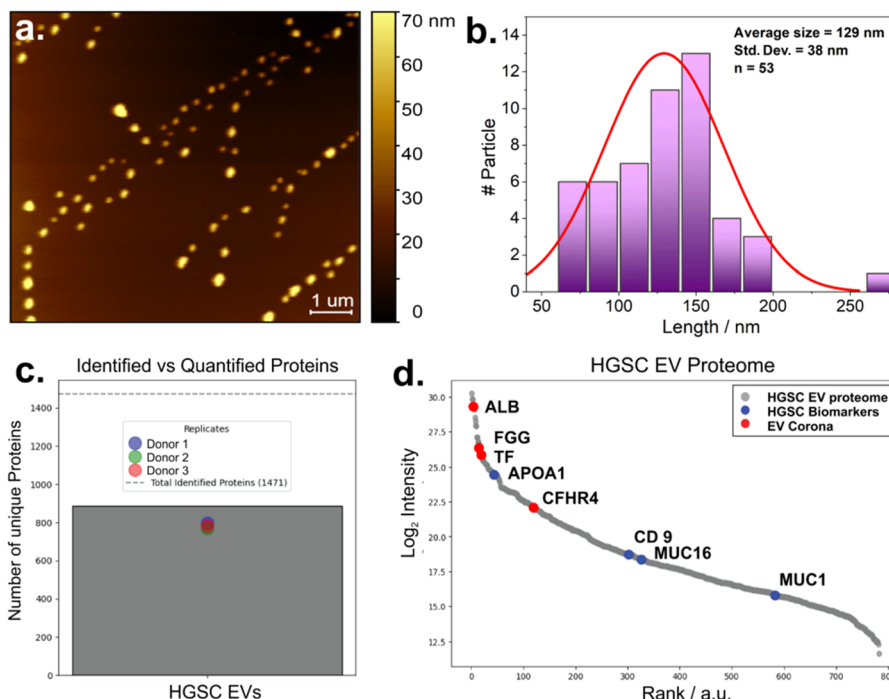 a.
70 nm
60
50
40
30
20
10
0
1 um
b.
Average size = 129 nm
Std. Dev. = 38 nm
n = 53
# Particle
14
12
10
8
6
4
2
0
50
100
150
200
250
Length / nm
c.
Identified vs Quantified Proteins
Number of unique Proteins
1400
1200
1000
800
600
400
200
0
Replicates
Donor 1
Donor 2
Donor 3
Total Identified Proteins (1471)
HGSC EVs
d.
HGSC EV Proteome
Log2 Intensity
30.0
27.5
25.0
22.5
20.0
17.5
15.0
12.5
HGSC EV proteome
HGSC Biomarkers
EV Corona
ALB
FGG
TF
APOA1
CFHR4
CD 9
MUC16
MUC1
0
100
200
300
400
500
600
700
Rank / a.u.